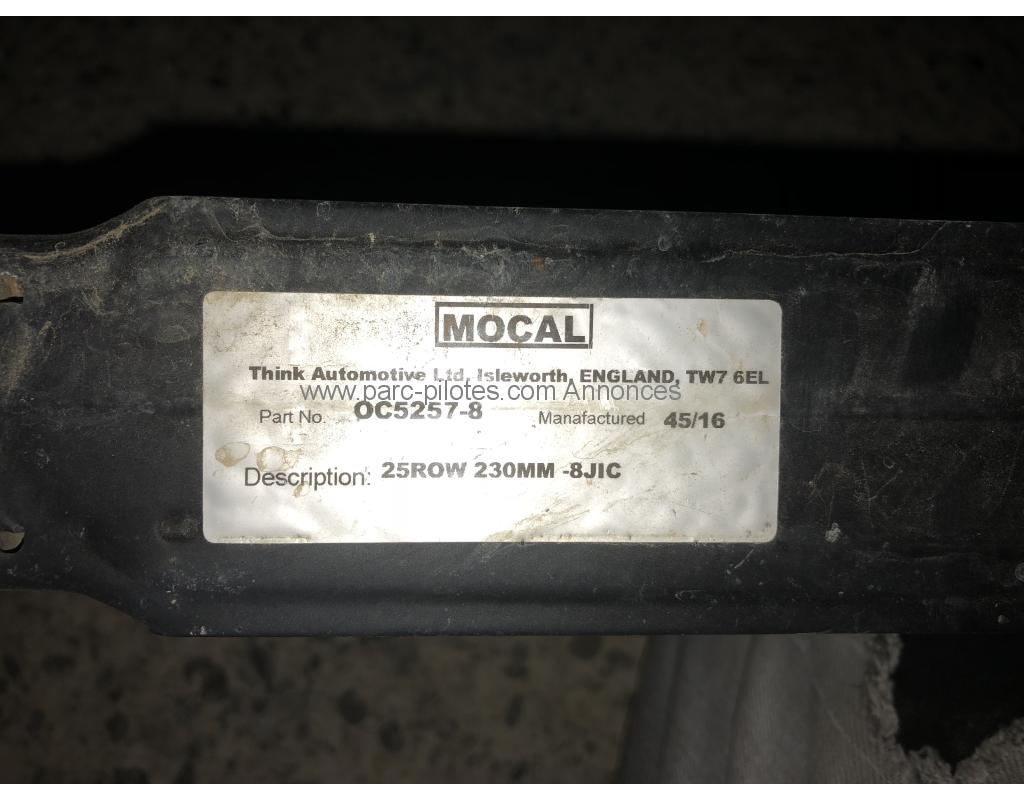 MOCAL
Think Automotive Ltd, Isleworth, ENGLAND, TW7 6EL
www.parc-pilotes.com Annonces
Part No. OC5257-8 Manafactured 45/16
Description: 25ROW 230MM -8JIC